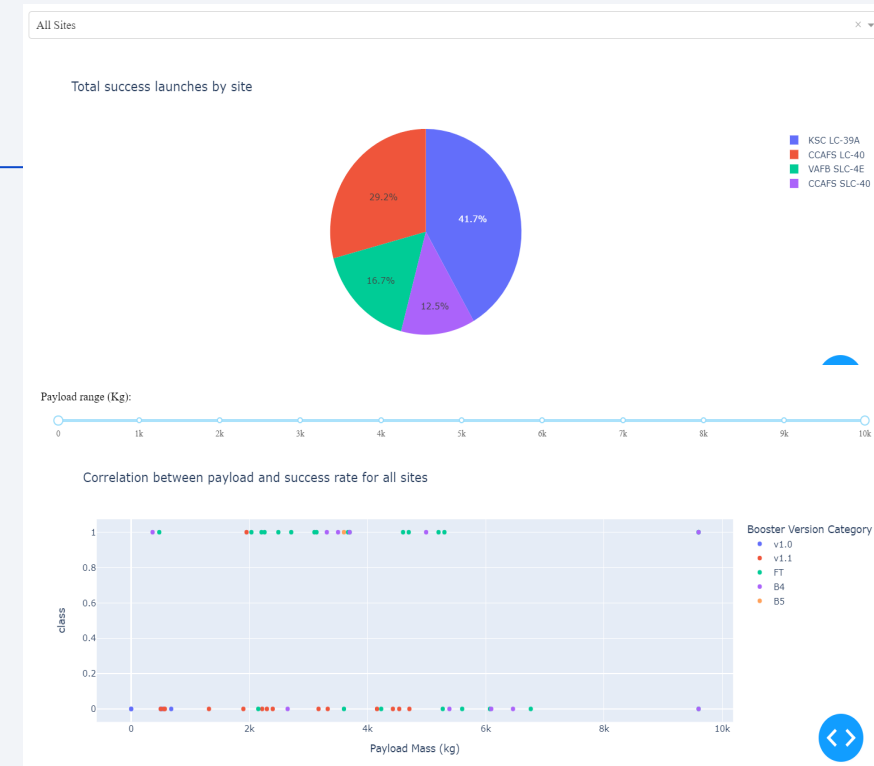 All Sites
Total success launches by site
KSC LC-39A
CCAFS LC-40
VAFB SLC-4E
CCAFS SLC-40
29.2%
41.7%
16.7%
12.5%
Payload range (Kg):
0 1k 2k 3k 4k 5k 6k 7k 8k 9k 10k
Correlation between payload and success rate for all sites
Booster Version Category
v1.0
v1.1
FT
B4
B5
class
1
0.8
0.6
0.4
0.2
0
0 2k 4k 6k 8k 10k
Payload Mass (kg)